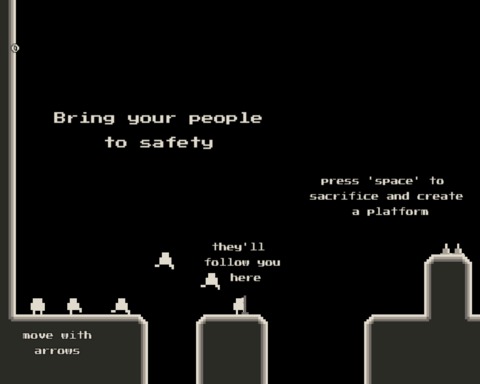 Bring your people
to safety
press 'space' to
sacrifice and create
a platform
they'll
follow you
here
move with
arrows